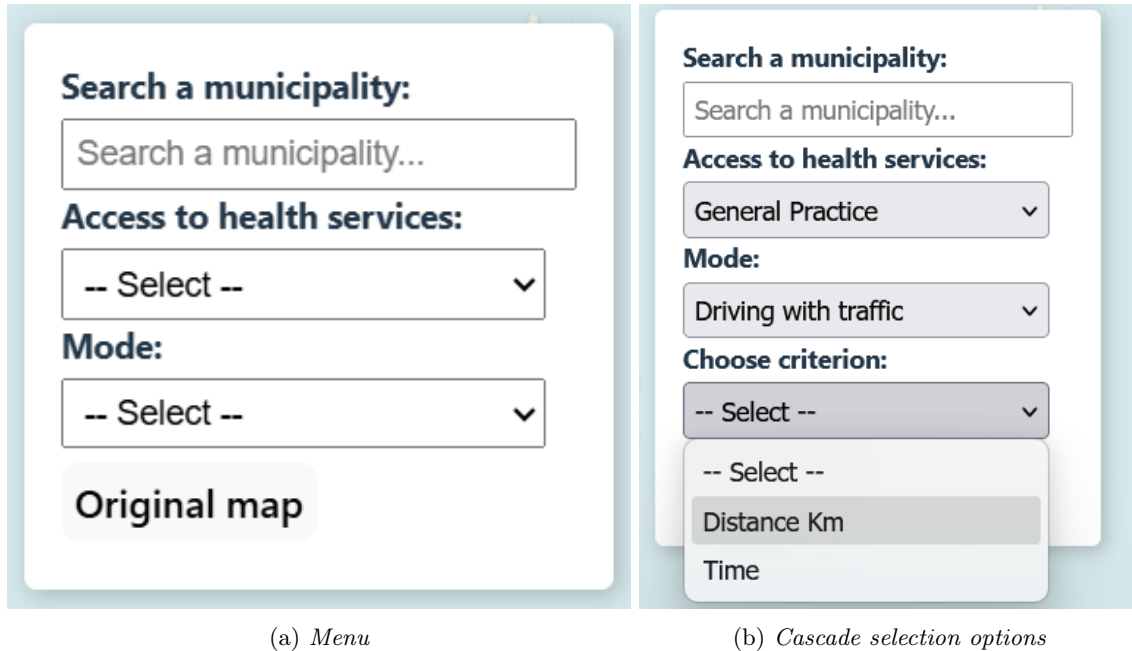 Search a municipality:
Search a municipality...
Access to health services:
-- Select --
Mode:
-- Select --
Original map
(a) Menu
Search a municipality:
Search a municipality...
Access to health services:
General Practice
Mode:
Driving with traffic
Choose criterion:
-- Select --
-- Select --
Distance Km
Time
(b) Cascade selection options